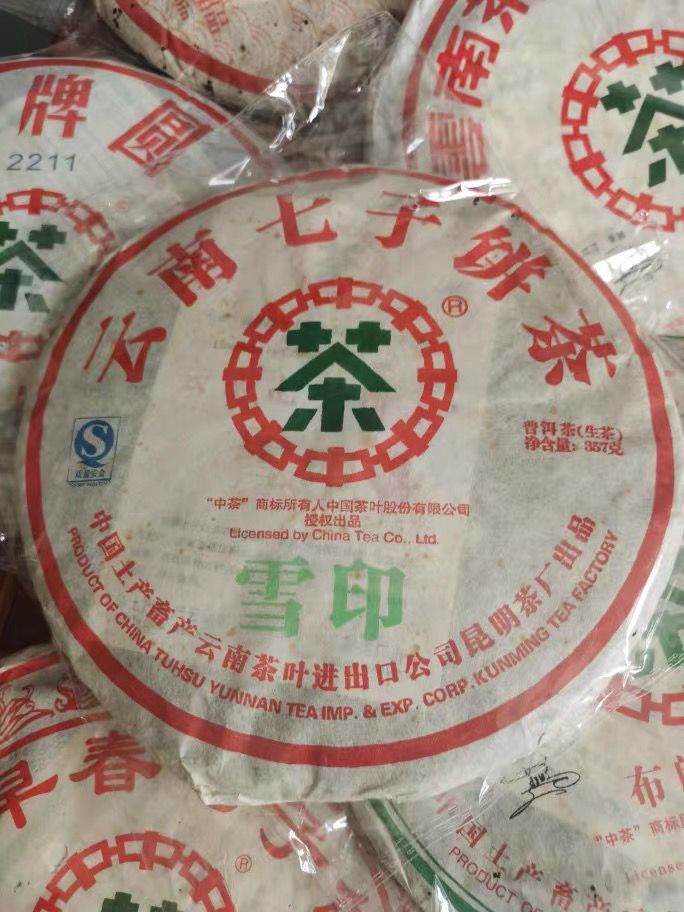 牌圆
2211
雲南
茶
云南七子饼茶
®
茶
普洱茶(生茶)
净含量: 357克
"中茶"商标所有人中国茶叶股份有限公司
授权出品
Licensed by China Tea Co., Ltd.
雪印
中国土产畜产云南茶叶进出口公司昆明茶厂出品
PRODUCT OF CHINA TUHSU YUNNAN TEA IMP. & EXP. CORP. KUNMING TEA FACTORY
早春
®
布
"中茶"商标
Licensed
中国土产畜产
PRODUCT OF